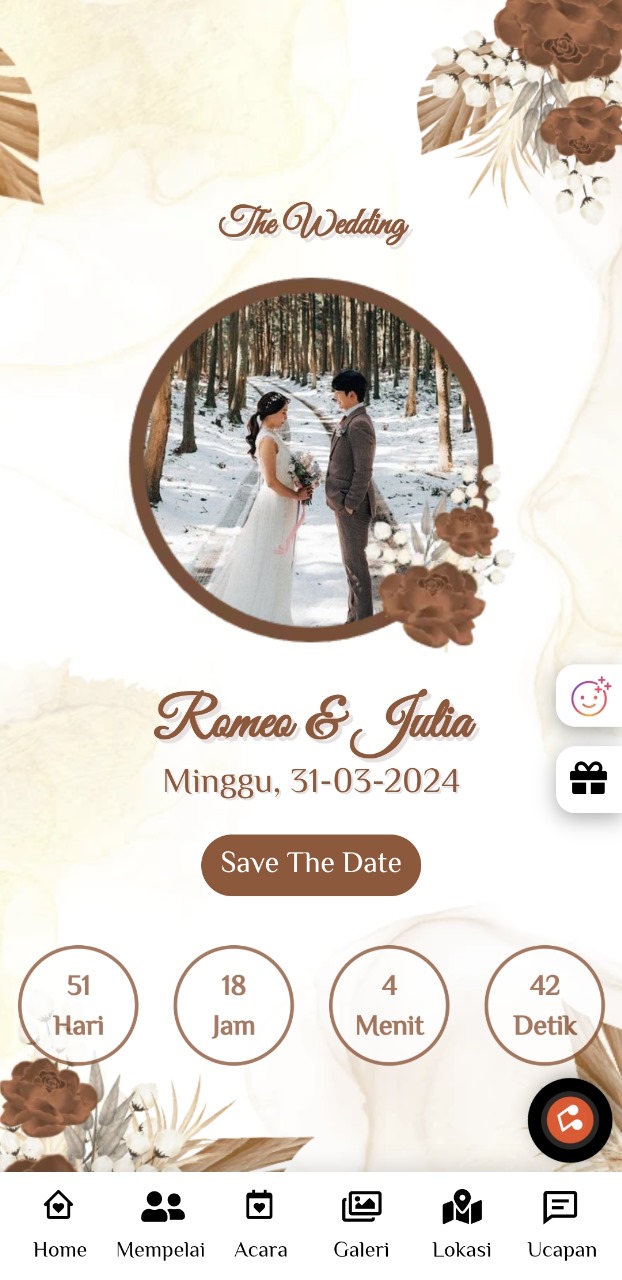 The Wedding
Romeo & Julia
Minggu, 31-03-2024
Save The Date
51 18 4 42
Hari Jam Menit Detik
Home Mempelai Acara Galeri Lokasi Ucapan